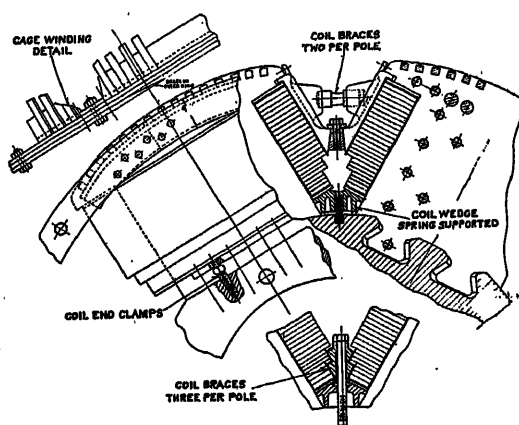 CAGE WINDING
DETAIL
COIL BRACES
TWO PER POLE
COIL WEDGE
SPRING SUPPORTED
COIL END CLAMPS
COIL BRACES
THREE PER POLE